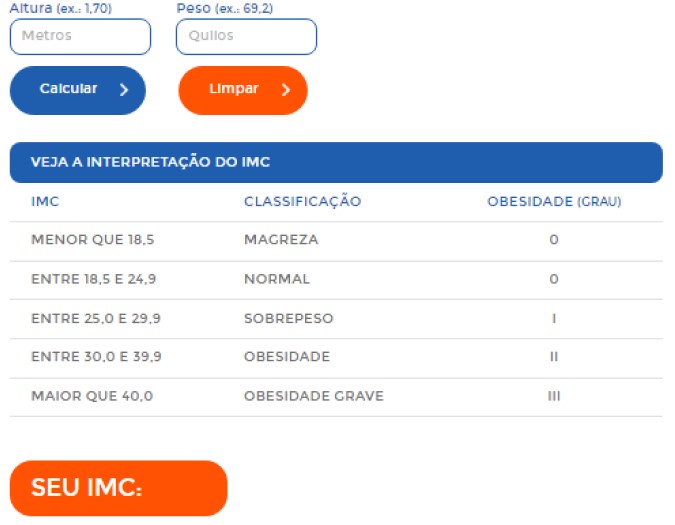 Altura (ex.: 1,70) Peso (ex.: 69,2)
Metros Quilos
Calcular Limpar
VEJA A INTERPRETAÇÃO DO IMC
IMC CLASSIFICAÇÃO OBESIDADE (GRAU)
MENOR QUE 18,5 MAGREZA 0
ENTRE 18,5 E 24,9 NORMAL 0
ENTRE 25,0 E 29,9 SOBREPESO I
ENTRE 30,0 E 39,9 OBESIDADE II
MAIOR QUE 40,0 OBESIDADE GRAVE III
SEU IMC: